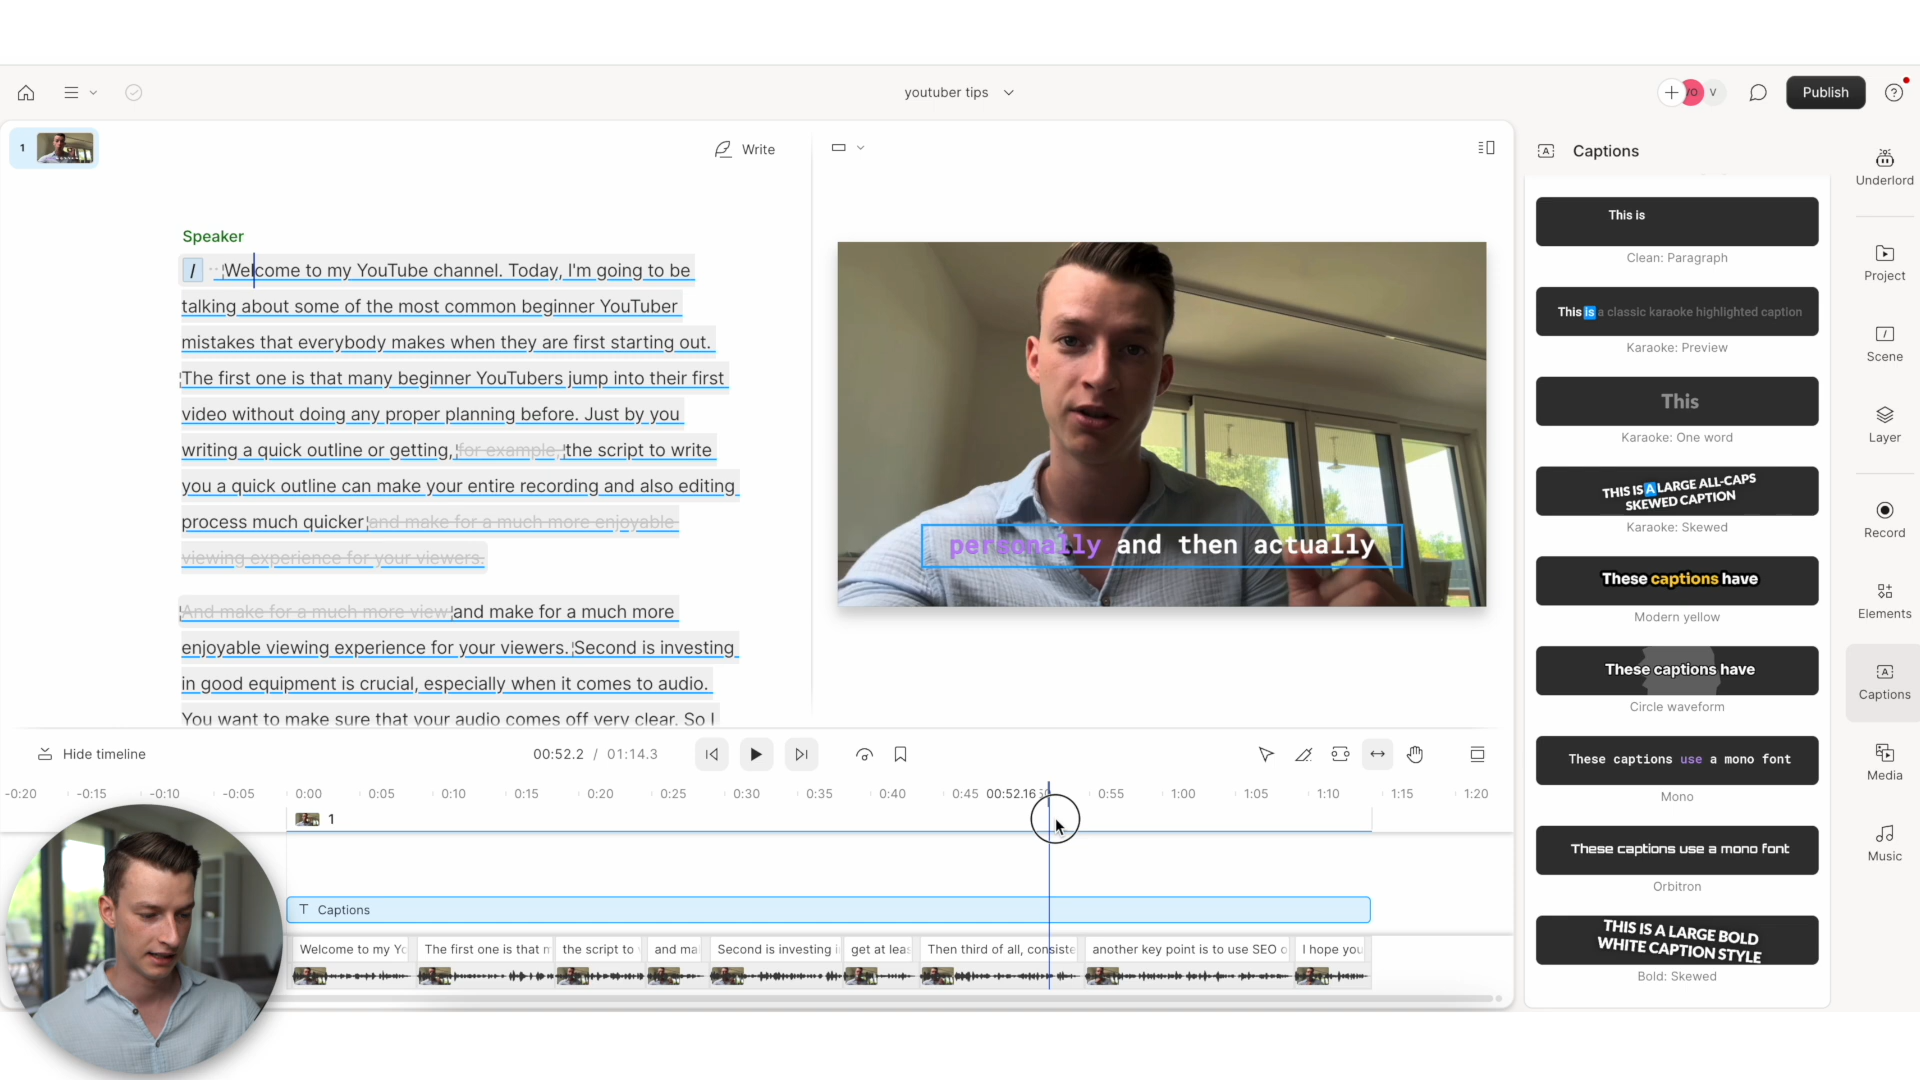 youtuber tips
VO
V
Publish
1
Write
Captions
Speaker
/ Welcome to my YouTube channel. Today, I'm going to be
talking about some of the most common beginner YouTuber
mistakes that everybody makes when they are first starting out.
The first one is that many beginner YouTubers jump into their first
video without doing any proper planning before. Just by you
writing a quick outline or getting, for example, the script to write
you a quick outline can make your entire recording and also editing
process much quicker and make for a much more enjoyable
viewing experience for your viewers.
And make for a much more view and make for a much more
enjoyable viewing experience for your viewers. Second is investing
in good equipment is crucial, especially when it comes to audio.
You want to make sure that your audio comes off very clear. So I
personally and then actually
This is
Clean: Paragraph
This is a classic karaoke highlighted caption
Karaoke: Preview
This
Karaoke: One word
THIS IS A LARGE ALL-CAPS
SKEWED CAPTION
Karaoke: Skewed
These captions have
Modern yellow
These captions have
Circle waveform
These captions use a mono font
Mono
These captions use a mono font
Orbitron
THIS IS A LARGE BOLD
WHITE CAPTION STYLE
Bold: Skewed
Underlord
Project
Scene
Layer
Record
Elements
Captions
Media
Music
Hide timeline
00:52.2 / 01:14.3
-0:20 -0:15 -0:10 -0:05 0:00 0:05 0:10 0:15 0:20 0:25 0:30 0:35 0:40 0:45 00:52.16 0:55 1:00 1:05 1:10 1:15 1:20
1
Captions
Welcome to my Yo
The first one is that m
the script to
and ma
Second is investing i
get at leas
Then third of all, consiste
another key point is to use SEO o
I hope you